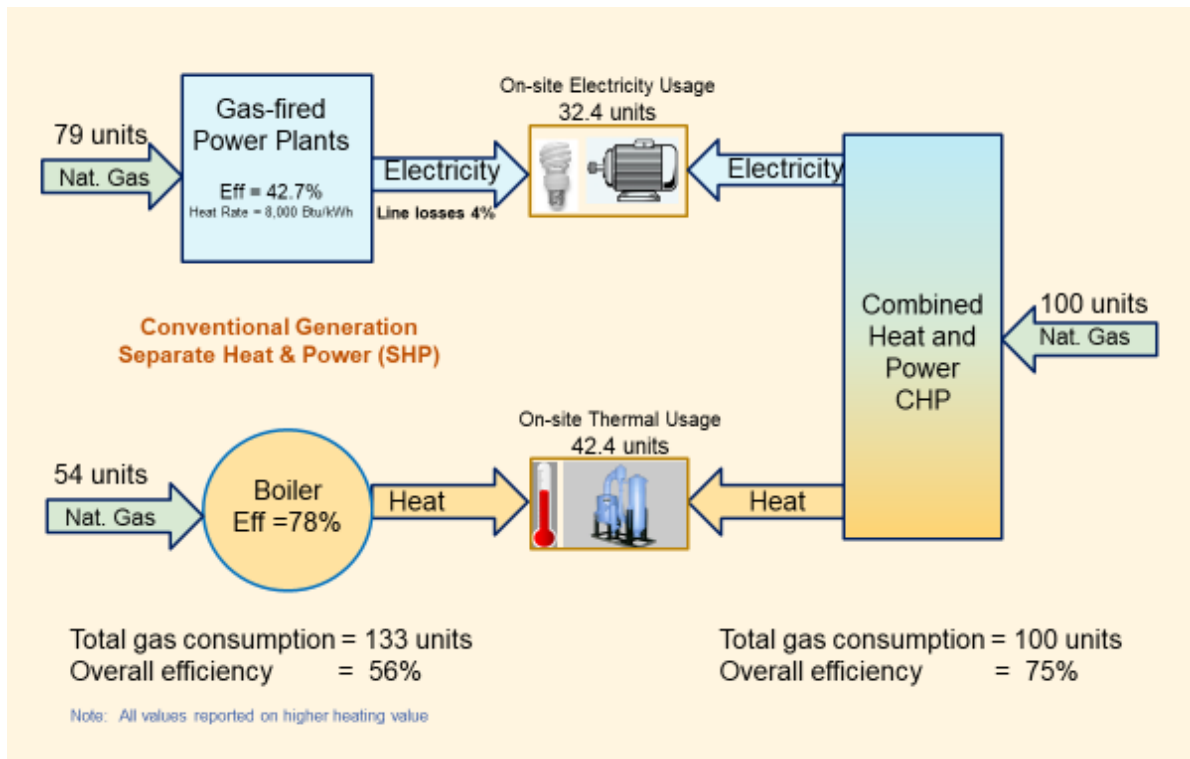 On-site Electricity Usage
32.4 units
Gas-fired
Power Plants
Eff = 42.7%
Heat Rate = 8,000 Btu/kWh
79 units
Nat. Gas
Electricity
Line losses 4%
Electricity
Combined
Heat and
Power
CHP
100 units
Nat. Gas
Conventional Generation
Separate Heat & Power (SHP)
On-site Thermal Usage
42.4 units
54 units
Nat. Gas
Boiler
Eff =78%
Heat
Heat
Total gas consumption = 133 units
Overall efficiency = 56%
Total gas consumption = 100 units
Overall efficiency = 75%
Note: All values reported on higher heating value